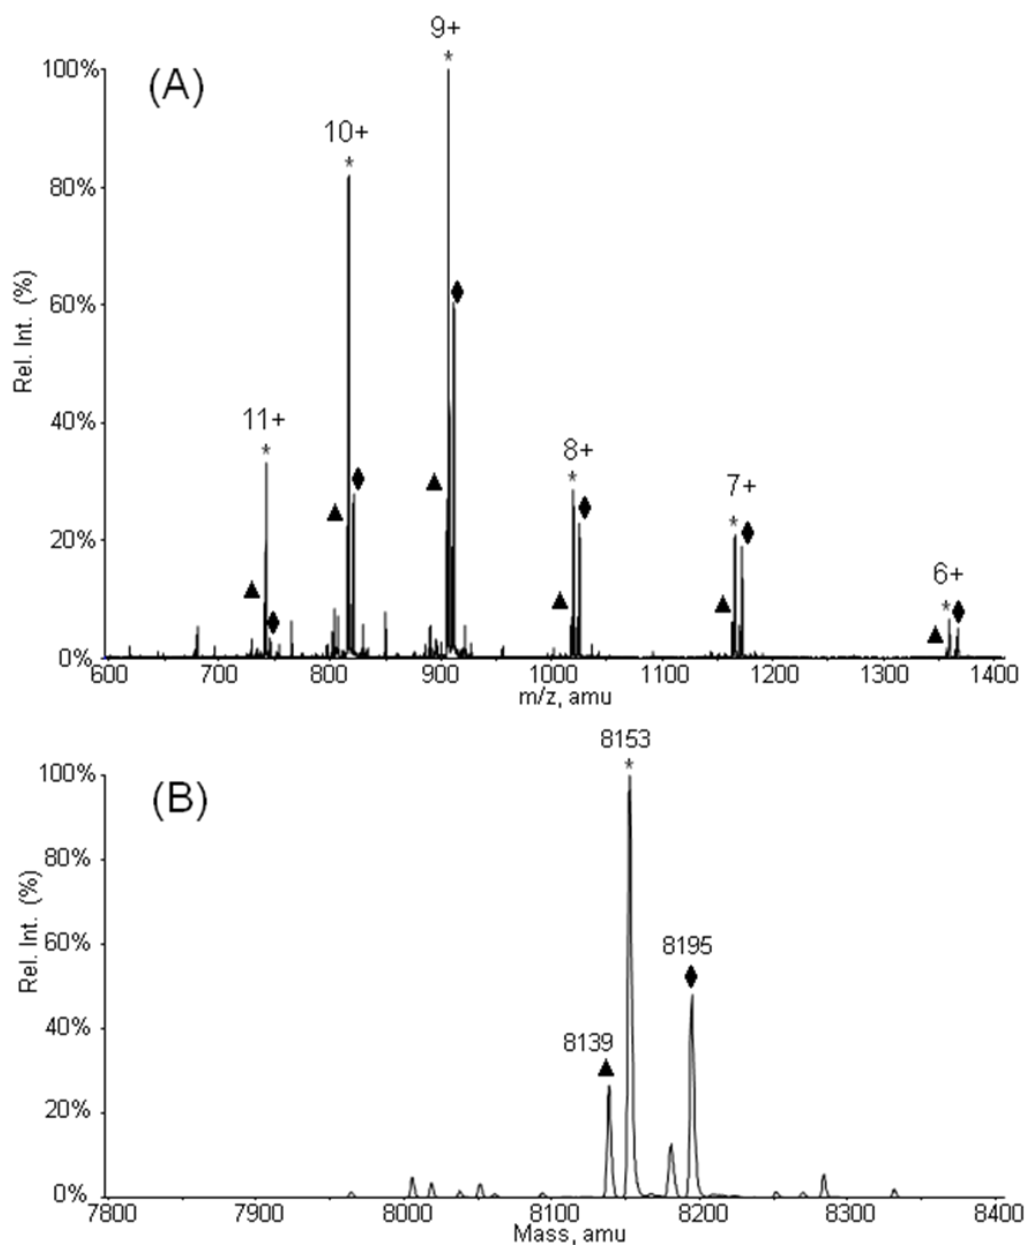 9+
100%
(A)
10+
80%
Rel. Int. (%)
60%
11+
40%
8+
7+
20%
6+
0%
600 700 800 900 1000 1100 1200 1300 1400
m/z, amu
8153
100%
(B)
80%
Rel. Int. (%)
60%
8195
40%
8139
20%
0%
7800 7900 8000 8100 8200 8300 8400
Mass, amu